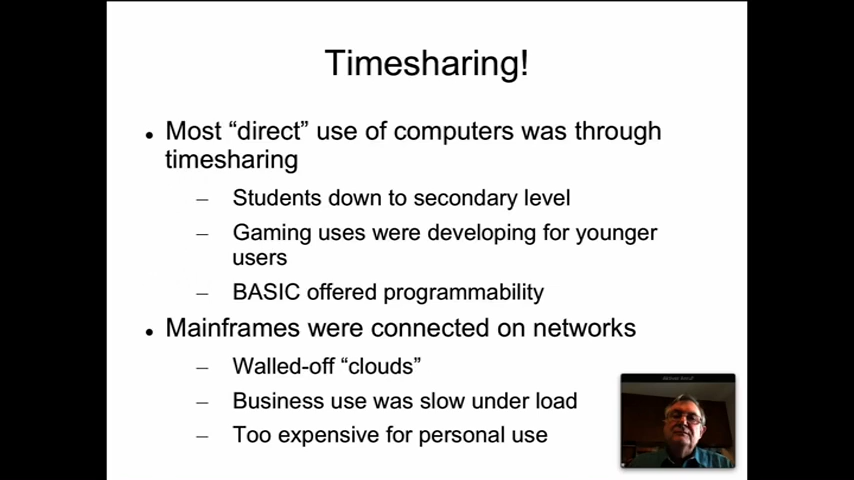 Timesharing!
• Most “direct” use of computers was through
timesharing
– Students down to secondary level
– Gaming uses were developing for younger
users
– BASIC offered programmability
• Mainframes were connected on networks
– Walled-off “clouds”
– Business use was slow under load
– Too expensive for personal use